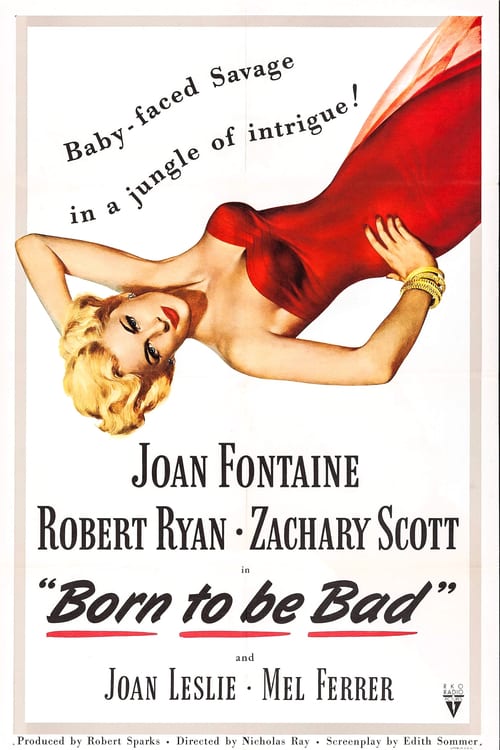 Baby-faced Savage
in a jungle of intrigue!
JOAN FONTAINE
ROBERT RYAN · ZACHARY SCOTT
in
"Born to be Bad"
and
JOAN LESLIE · MEL FERRER
RKO
RADIO
Produced by Robert Sparks · Directed by Nicholas Ray · Screenplay by Edith Sommer